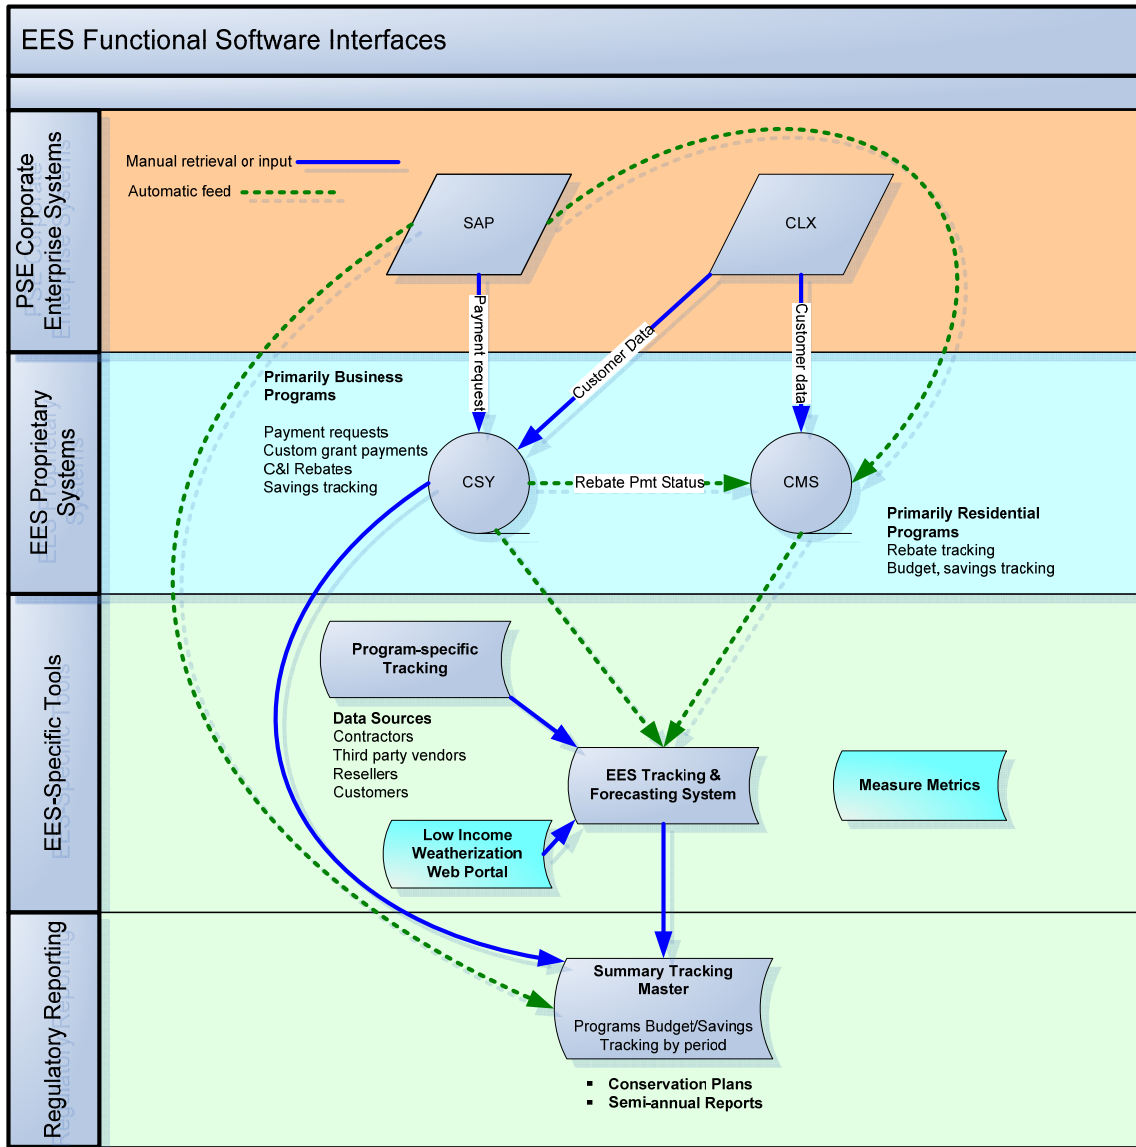 EES Functional Software Interfaces
PSE Corporate
Enterprise Systems
Manual retrieval or input
Automatic feed
SAP
CLX
Payment request
Customer Data
Customer data
EES Proprietary
Systems
Primarily Business
Programs
Payment requests
Custom grant payments
C&I Rebates
Savings tracking
CSY
Rebate Pmt Status
CMS
Primarily Residential
Programs
Rebate tracking
Budget, savings tracking
EES-Specific Tools
Program-specific
Tracking
Data Sources
Contractors
Third party vendors
Resellers
Customers
EES Tracking &
Forecasting System
Measure Metrics
Low Income
Weatherization
Web Portal
Regulatory Reporting
Summary Tracking
Master
Programs Budget/Savings
Tracking by period
▪ Conservation Plans
▪ Semi-annual Reports